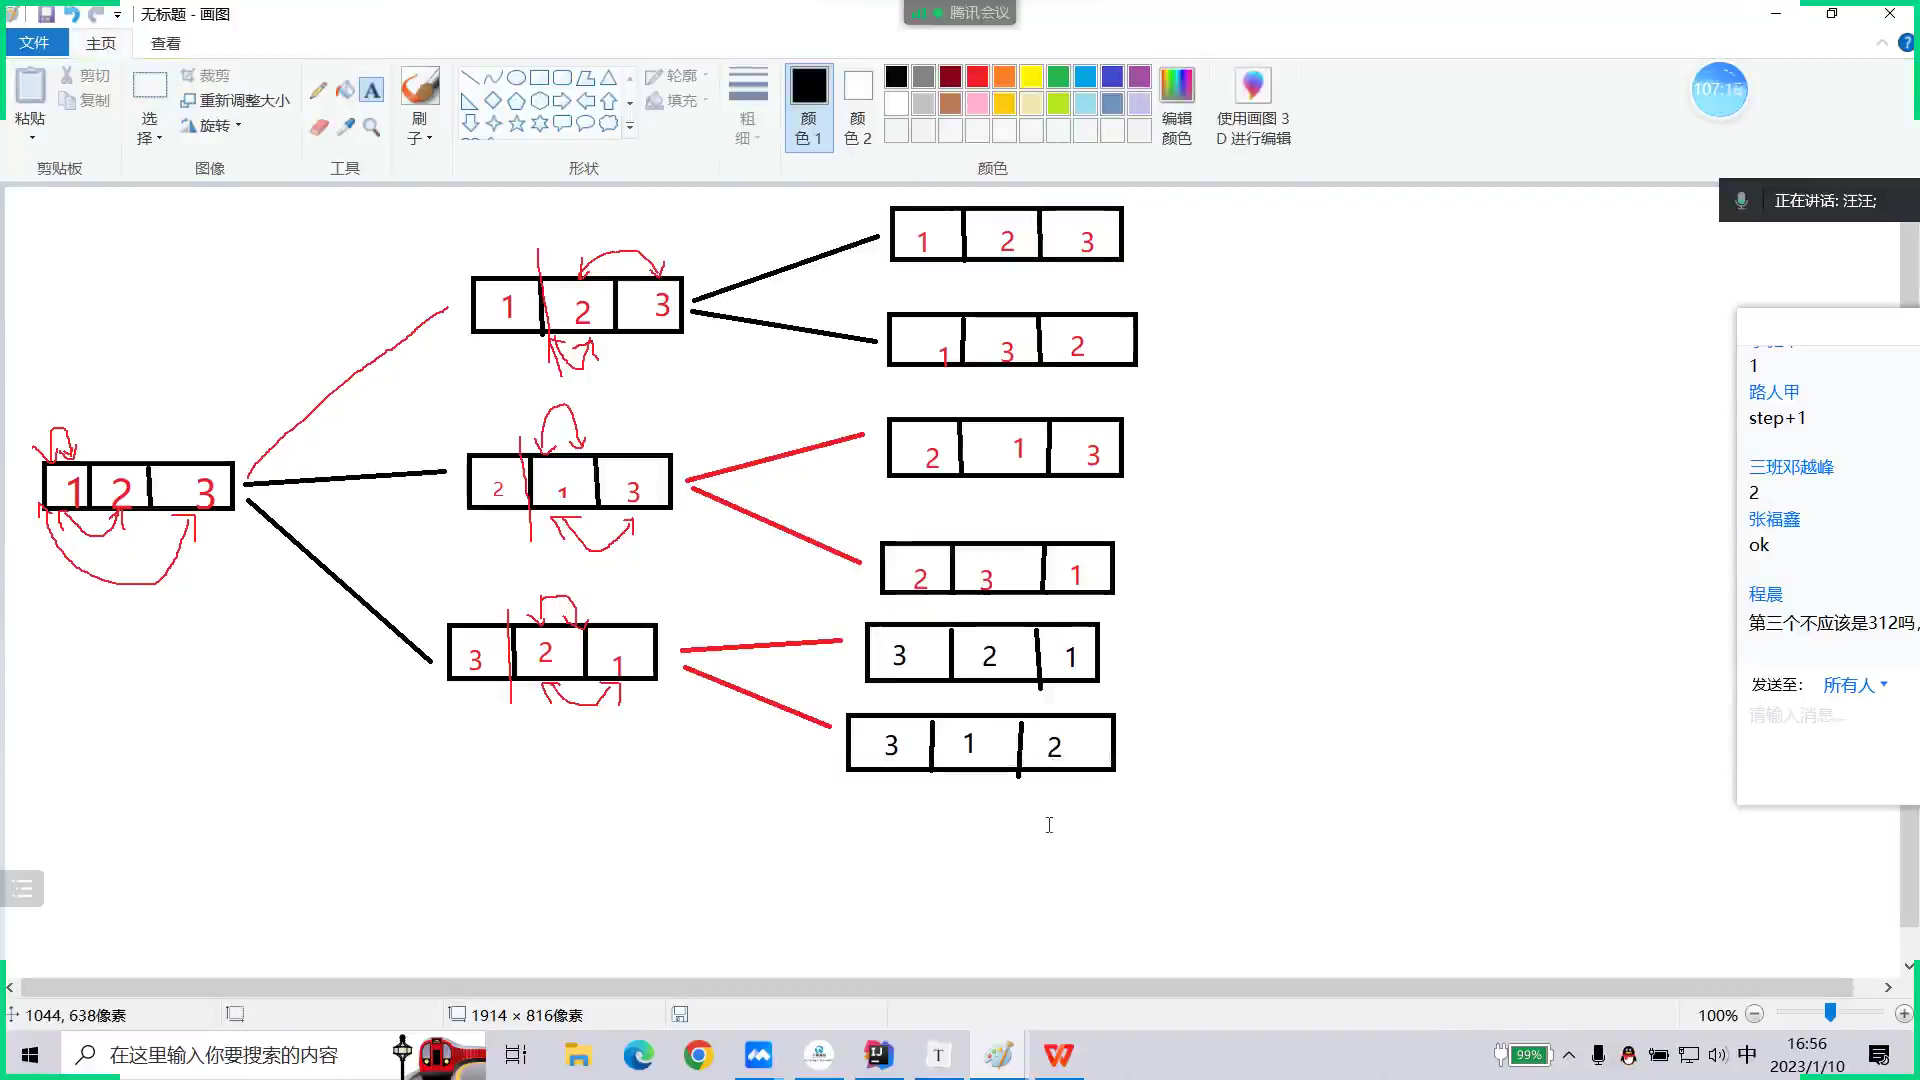 无标题 - 画图
腾讯会议
文件 主页 查看
107:15
粘贴
剪切
复制
选择
裁剪
重新调整大小
旋转
A
刷子
轮廓
填充
粗细
颜色 1
颜色 2
编辑颜色
使用画图 3D 进行编辑
剪贴板 图像 工具 形状 颜色
正在讲话: 汪汪;
1 2 3
1 2 3
1 3 2
1 2 3
2 1 3
2 1 3
2 3 1
3 2 1
3 2 1
3 1 2
1
路人甲
step+1
三班邓越峰
2
张福鑫
ok
程晨
第三个不应该是312吗,
发送至: 所有人
请输入消息...
1044, 638像素
1914 × 816像素
100%
在这里输入你要搜索的内容
99%
中
16:56
2023/1/10